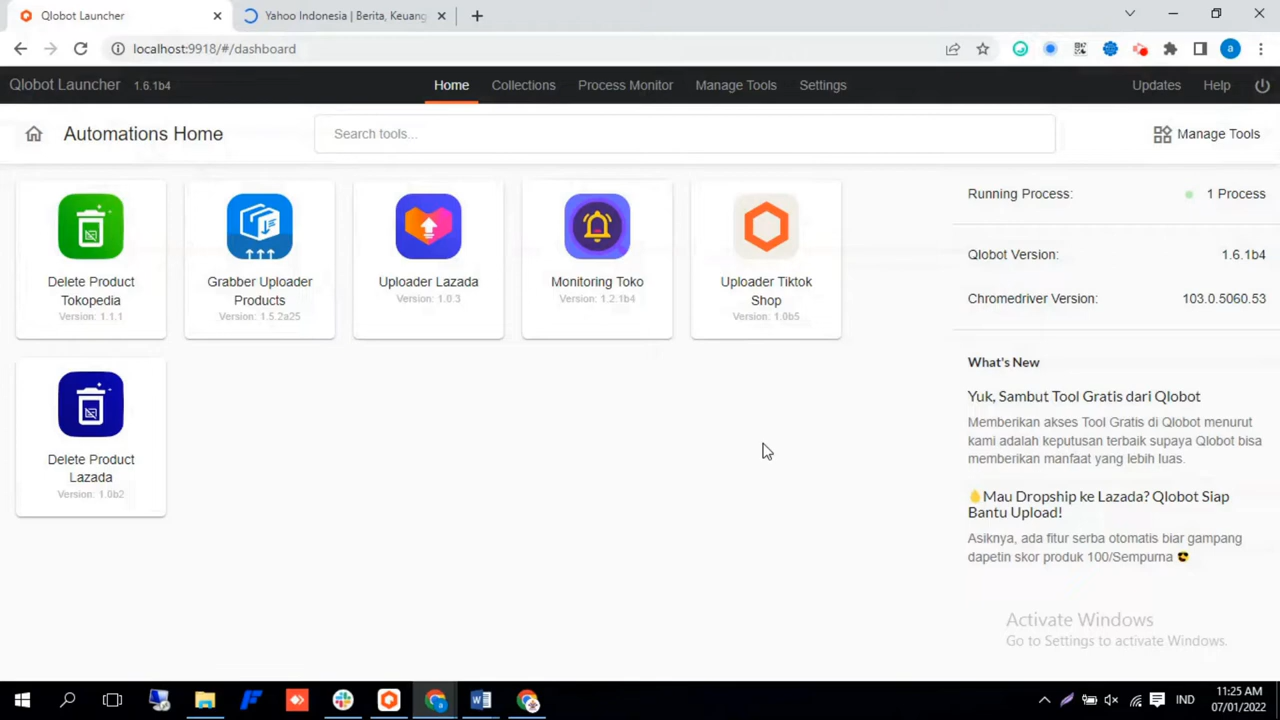 Qlobot Launcher
Yahoo Indonesia | Berita, Keuang
localhost:9918/#/dashboard
a
Qlobot Launcher 1.6.1b4
Home
Collections
Process Monitor
Manage Tools
Settings
Updates
Help
Automations Home
Search tools...
Manage Tools
Delete Product
Tokopedia
Version: 1.1.1
Grabber Uploader
Products
Version: 1.5.2a25
Uploader Lazada
Version: 1.0.3
Monitoring Toko
Version: 1.2.1b4
Uploader Tiktok
Shop
Version: 1.0b5
Delete Product
Lazada
Version: 1.0b2
Running Process: 1 Process
Qlobot Version: 1.6.1b4
Chromedriver Version: 103.0.5060.53
What's New
Yuk, Sambut Tool Gratis dari Qlobot
Memberikan akses Tool Gratis di Qlobot menurut
kami adalah keputusan terbaik supaya Qlobot bisa
memberikan manfaat yang lebih luas.
Mau Dropship ke Lazada? Qlobot Siap
Bantu Upload!
Asiknya, ada fitur serba otomatis biar gampang
dapetin skor produk 100/Sempurna 😎
Activate Windows
Go to Settings to activate Windows.
IND
11:25 AM
07/01/2022